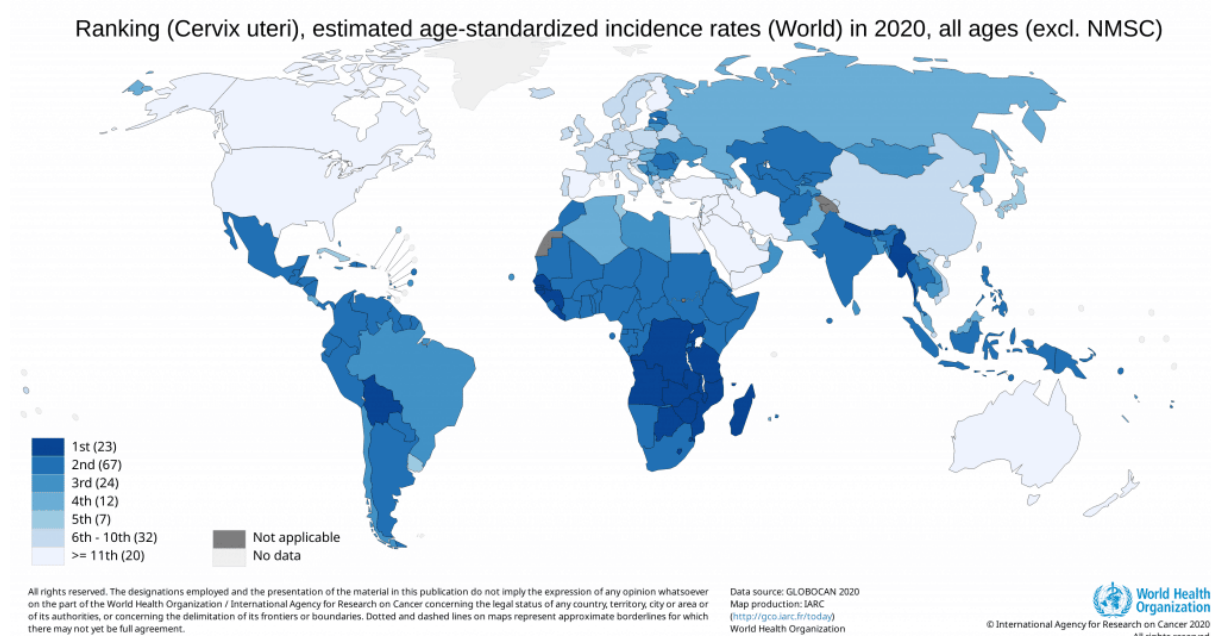 Ranking (Cervix uteri), estimated age-standardized incidence rates (World) in 2020, all ages (excl. NMSC)
1st (23)
2nd (67)
3rd (24)
4th (12)
5th (7)
6th - 10th (32)
>= 11th (20)
Not applicable
No data
All rights reserved. The designations employed and the presentation of the material in this publication do not imply the expression of any opinion whatsoever
on the part of the World Health Organization / International Agency for Research on Cancer concerning the legal status of any country, territory, city or area or
of its authorities, or concerning the delimitation of its frontiers or boundaries. Dotted and dashed lines on maps represent approximate borderlines for which
there may not yet be full agreement.
Data source: GLOBOCAN 2020
Map production: IARC
(http://gco.iarc.fr/today)
World Health Organization
World Health
Organization
© International Agency for Research on Cancer 2020
All rights reserved